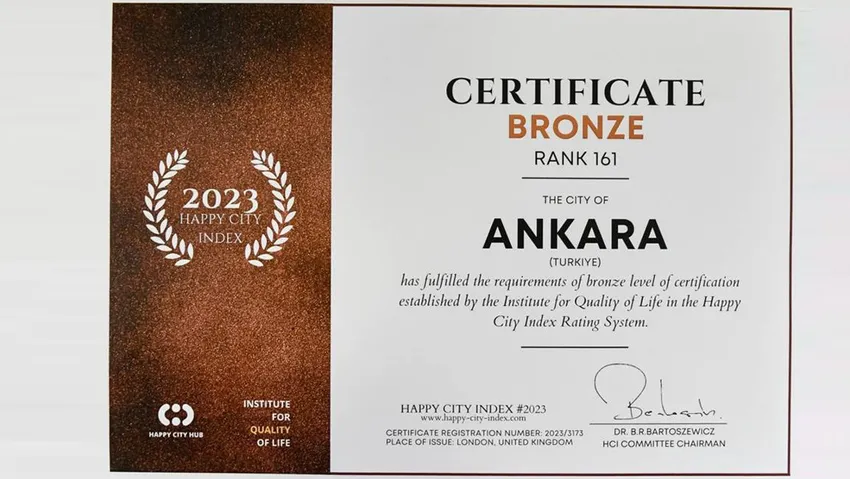 2023
HAPPY CITY
INDEX
HAPPY CITY HUB
INSTITUTE
FOR
QUALITY
OF LIFE
CERTIFICATE
BRONZE
RANK 161
THE CITY OF
ANKARA
(TURKIYE)
has fulfilled the requirements of bronze level of certification
established by the Institute for Quality of Life in the Happy
City Index Rating System.
HAPPY CITY INDEX #2023
www.happy-city-index.com
CERTIFICATE REGISTRATION NUMBER: 2023/3173
PLACE OF ISSUE: LONDON, UNITED KINGDOM
DR. B.R.BARTOSZEWICZ
HCI COMMITTEE CHAIRMAN